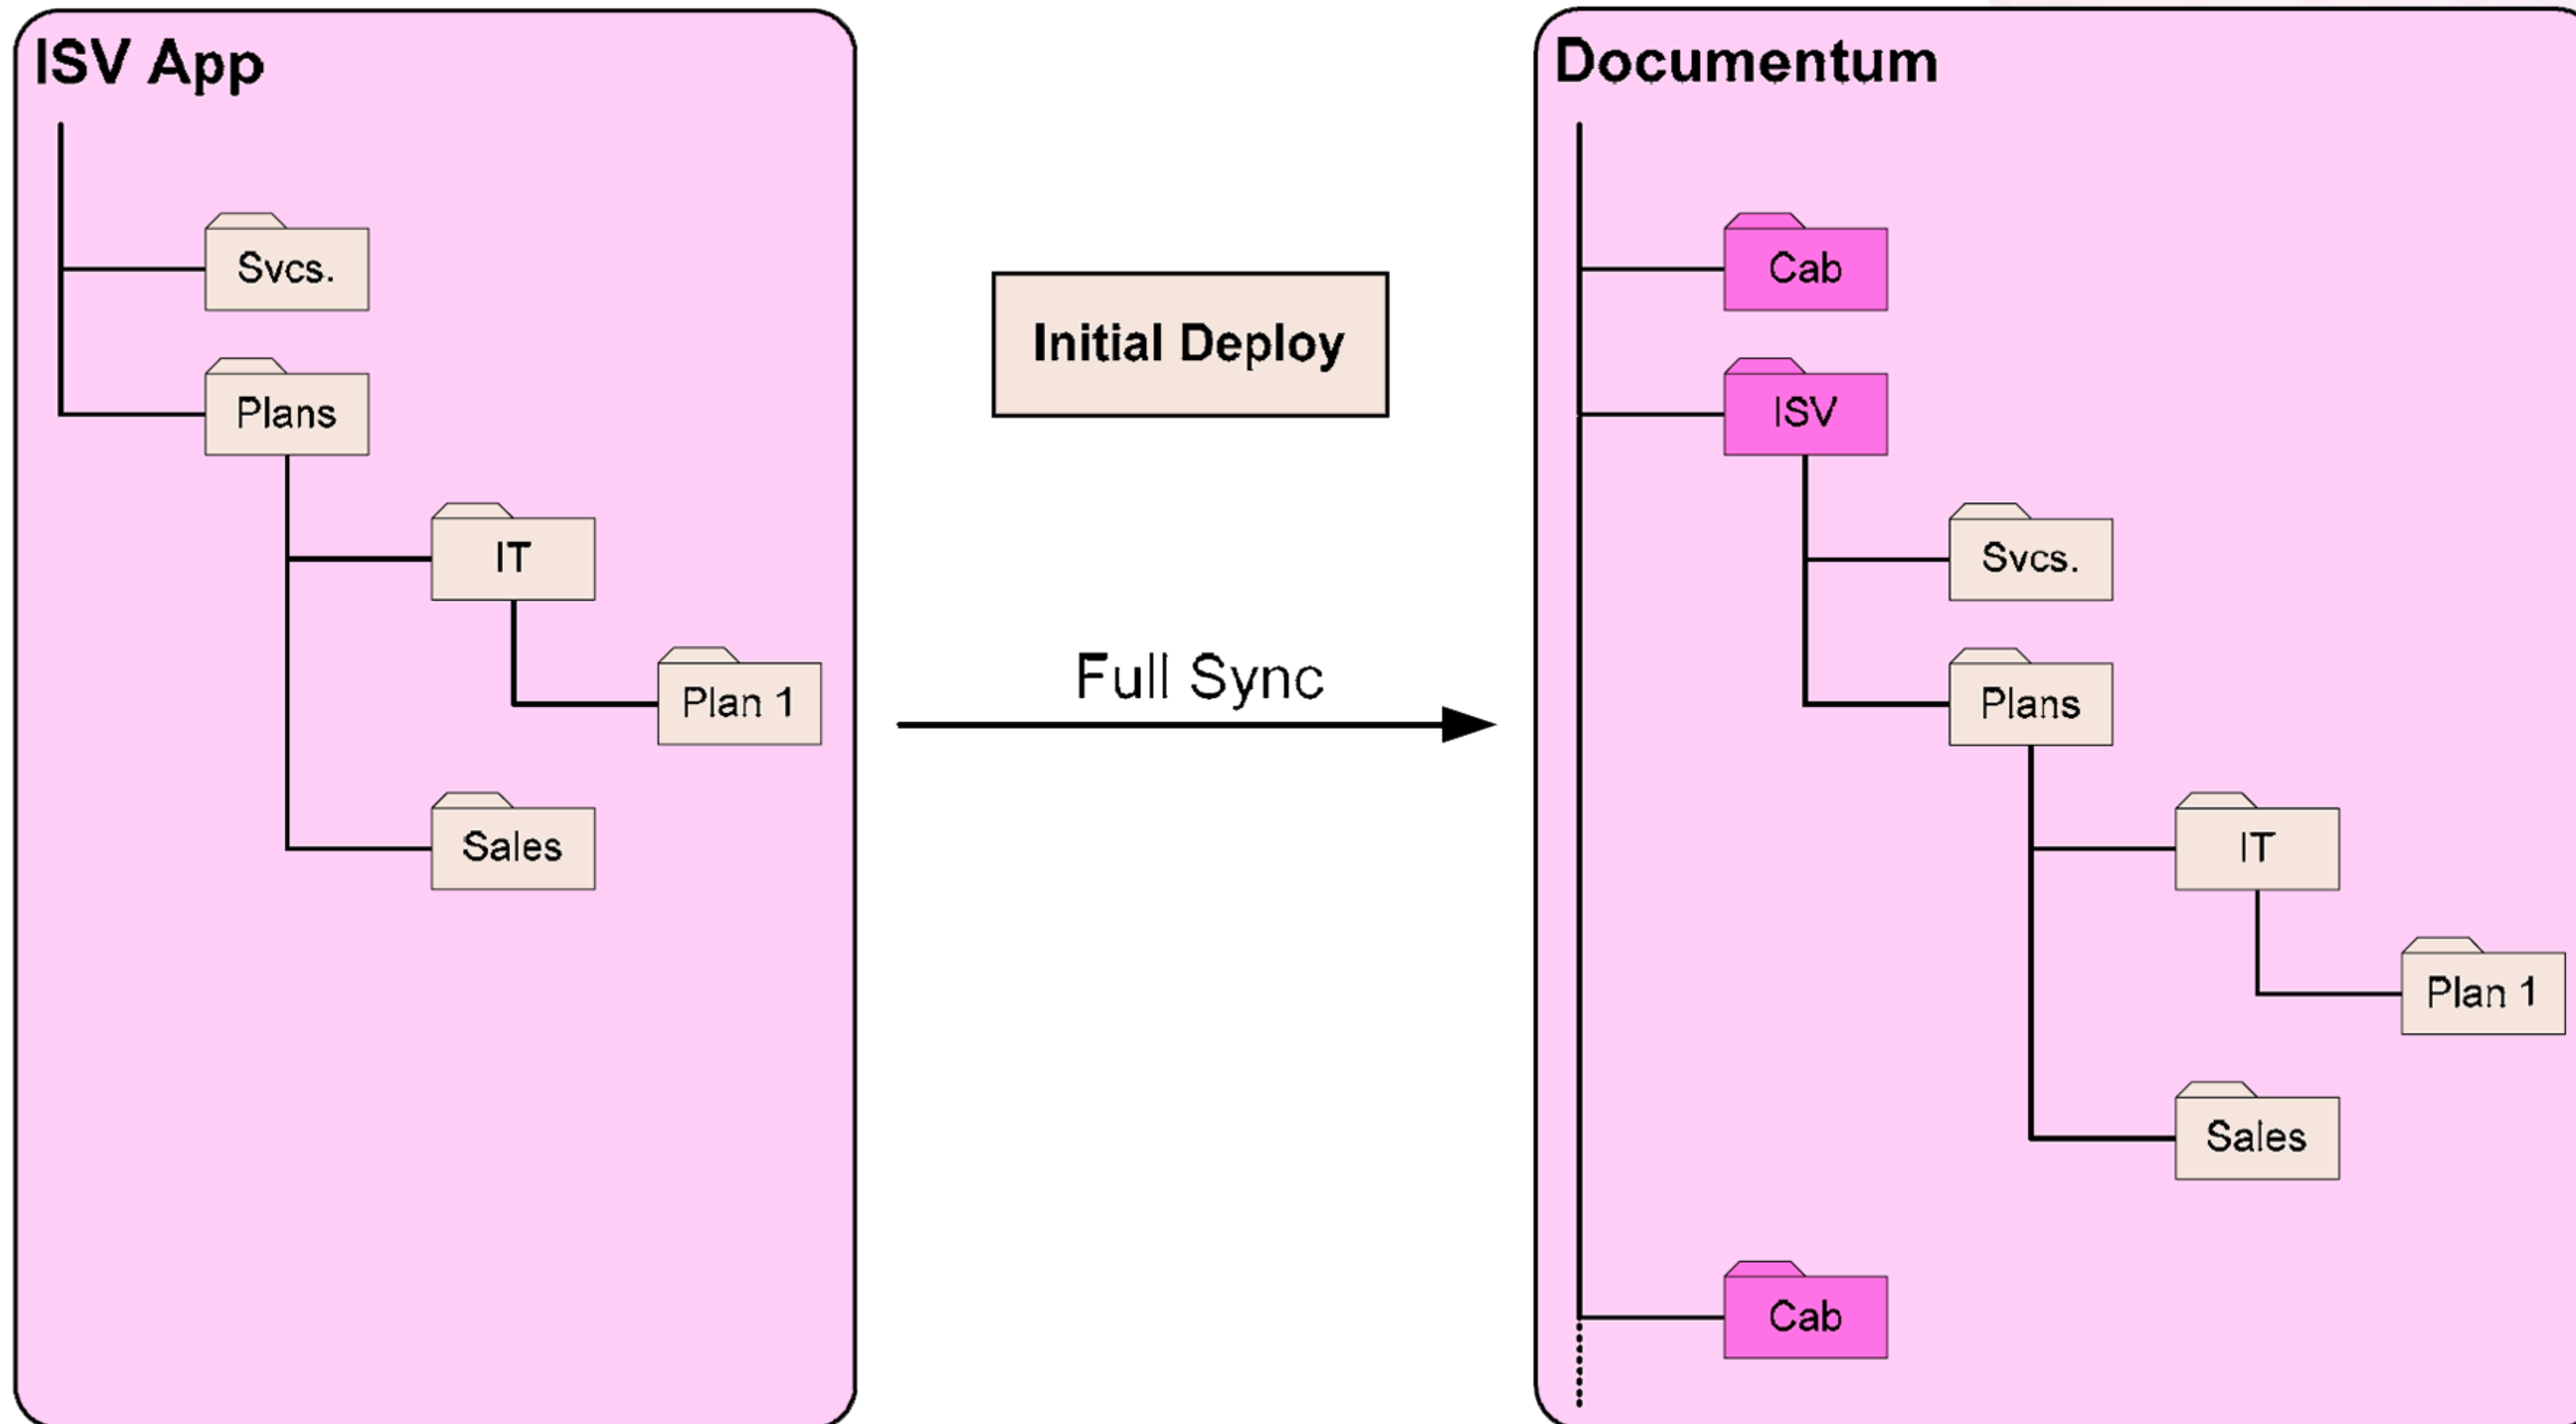 ISV App
Svcs.
Plans
IT
Plan 1
Sales
Initial Deploy
Full Sync
Documentum
Cab
ISV
Svcs.
Plans
IT
Plan 1
Sales
Cab